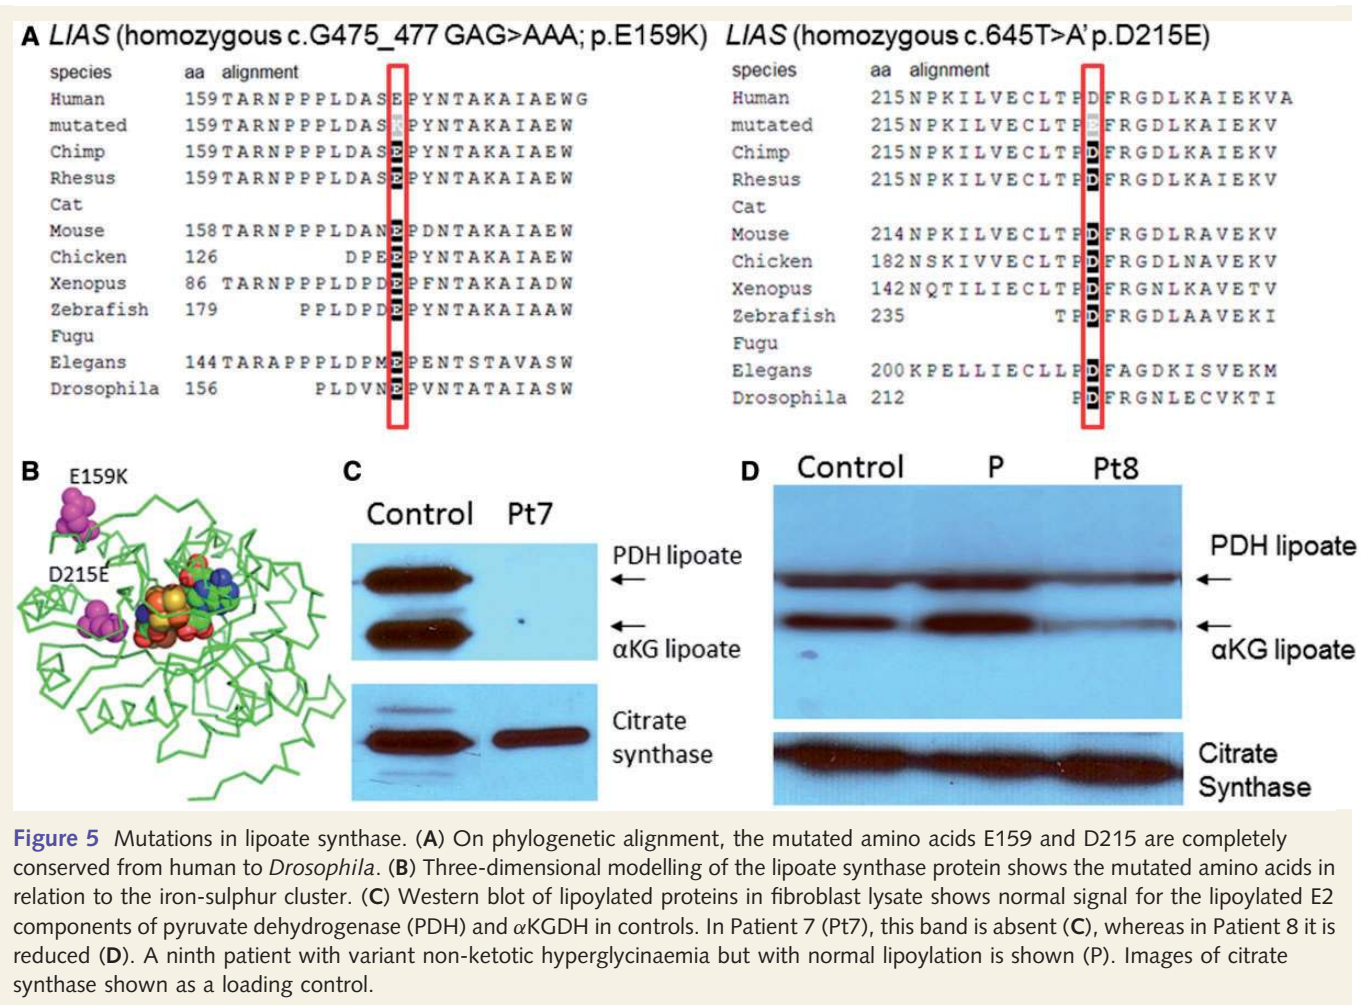 A LIAS (homozygous c.G475_477 GAG>AAA; p.E159K)
species aa alignment
Human 159 TARNPPPLDASEPYNTAKAIAEWG
mutated 159 TARNPPPLDASKPYNTAKAIAEW
Chimp 159 TARNPPPLDASEPYNTAKAIAEW
Rhesus 159 TARNPPPLDASEPYNTAKAIAEW
Cat
Mouse 158 TARNPPPLDANEPDNTAKAIAEW
Chicken 126 DPEEPYNTAKAIAEW
Xenopus 86 TARNPPPLDPDEPFNTAKAIADW
Zebrafish 179 PPLDPDEPYNTAKAIAAW
Fugu
Elegans 144 TARAPPPLDPMEPENTSTAVASW
Drosophila 156 PLDVNEPVNTATAIASW
LIAS (homozygous c.645T>A' p.D215E)
species aa alignment
Human 215 NPKILVECLTPDFRGDLKAIEKVA
mutated 215 NPKILVECLTPEFRGDLKAIEKV
Chimp 215 NPKILVECLTPDFRGDLKAIEKV
Rhesus 215 NPKILVECLTPDFRGDLKAIEKV
Cat
Mouse 214 NPKILVECLTPDFRGDLRAVEKV
Chicken 182 NSKIVVECLTPDFRGDLNAVEKV
Xenopus 142 NQTILIECLTPDFRGNLKAVETV
Zebrafish 235 TPDFRGDLAAVEKI
Fugu
Elegans 200 KPELLIECLLPDFAGDKISVEKM
Drosophila 212 PDFRGNLECVKTI
B
E159K
D215E
C
Control Pt7
PDH lipoate
αKG lipoate
Citrate
synthase
D
Control P Pt8
PDH lipoate
αKG lipoate
Citrate
Synthase
Figure 5 Mutations in lipoate synthase. (A) On phylogenetic alignment, the mutated amino acids E159 and D215 are completely
conserved from human to Drosophila. (B) Three-dimensional modelling of the lipoate synthase protein shows the mutated amino acids in
relation to the iron-sulphur cluster. (C) Western blot of lipoylated proteins in fibroblast lysate shows normal signal for the lipoylated E2
components of pyruvate dehydrogenase (PDH) and αKGDH in controls. In Patient 7 (Pt7), this band is absent (C), whereas in Patient 8 it is
reduced (D). A ninth patient with variant non-ketotic hyperglycinaemia but with normal lipoylation is shown (P). Images of citrate
synthase shown as a loading control.